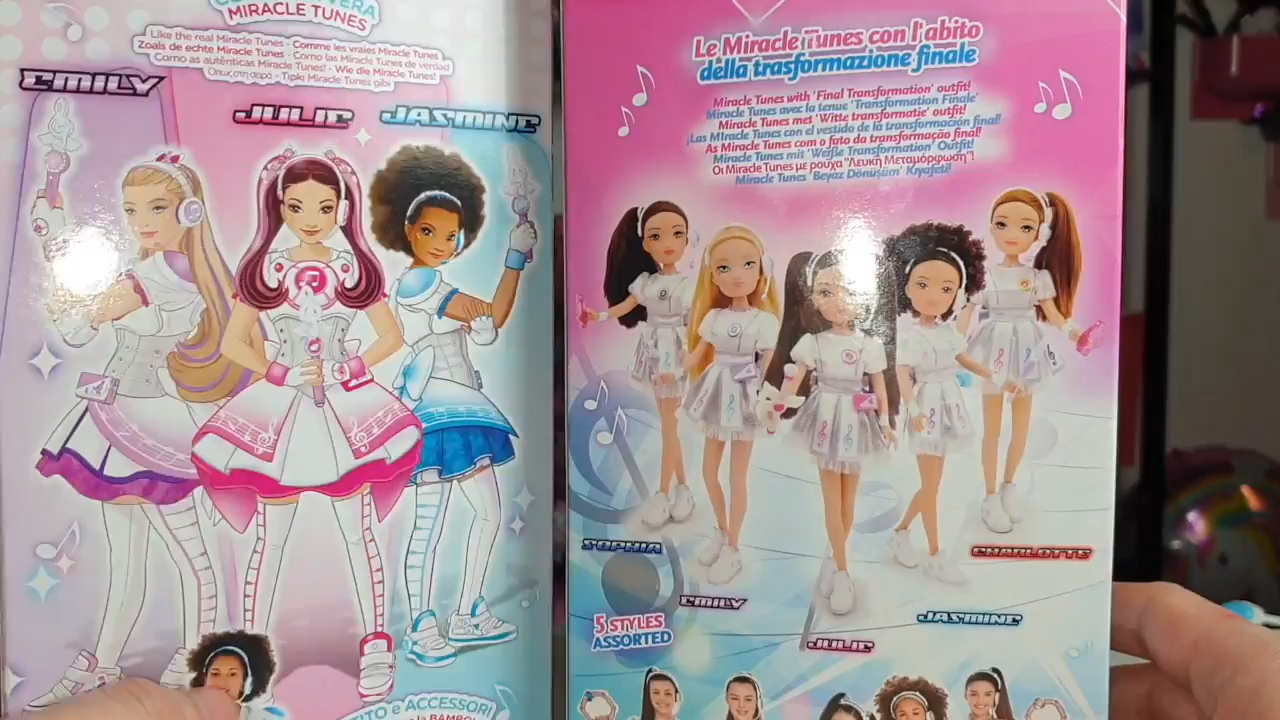 MIRACLE TUNES
Like the real Miracle Tunes - Comme les vraies Miracle Tunes
Zoals de echte Miracle Tunes - Como las Miracle Tunes de verdad
Como as autênticas Miracle Tunes! - Wie die Miracle Tunes!
Όπως στη σειρά - Tıpkı Miracle Tunes gibi
EMILY
JULIE
JASMINE
ITO e ACCESSORI
Le Miracle Tunes con l'abito
della trasformazione finale
Miracle Tunes with 'Final Transformation' outfit!
Miracle Tunes avec la tenue 'Transformation Finale'
Miracle Tunes met 'Witte transformatie' outfit!
¡Las MIracle Tunes con el vestido de la transformación final!
As Miracle Tunes com o fato da transformação final!
Miracle Tunes mit 'Weiße Transformation' Outfit!
Οι Miracle Tunes με ρούχα "Λευκή Μεταμόρφωση"!
Miracle Tunes 'Beyaz Dönüşüm' Kıyafeti!
SOPHIA
EMILY
JULIE
JASMINE
CHARLOTTE
5 STYLES
ASSORTED